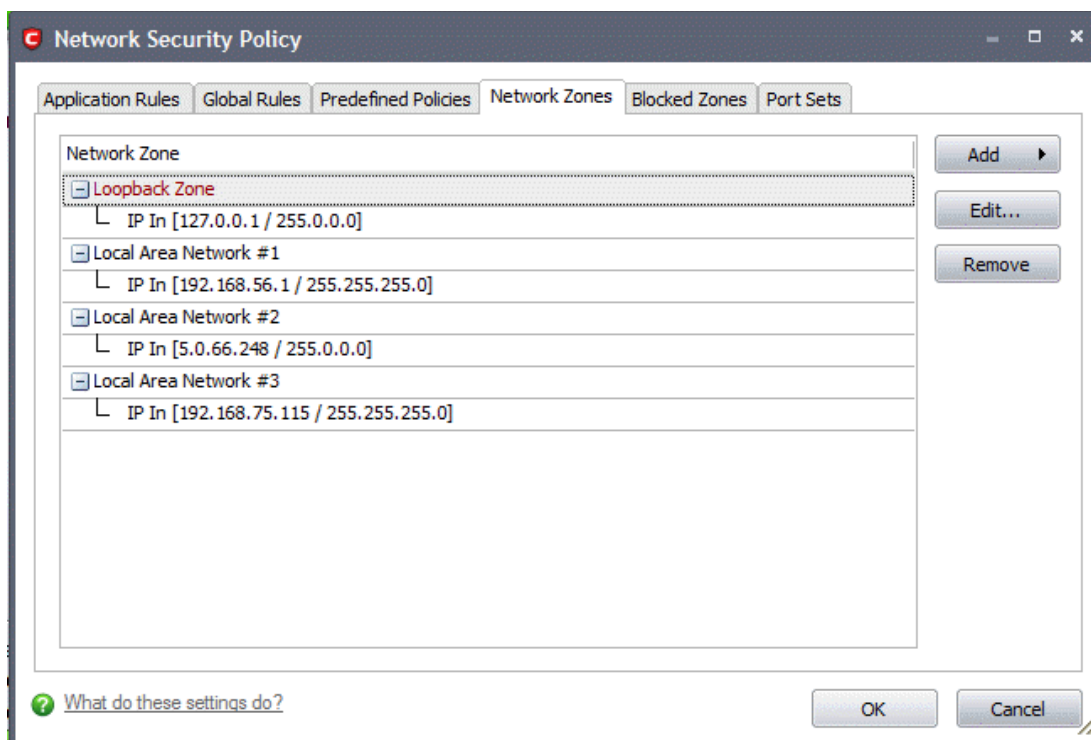 Network Security Policy
Application Rules Global Rules Predefined Policies Network Zones Blocked Zones Port Sets
Network Zone
Loopback Zone
IP In [127.0.0.1 / 255.0.0.0]
Local Area Network #1
IP In [192.168.56.1 / 255.255.255.0]
Local Area Network #2
IP In [5.0.66.248 / 255.0.0.0]
Local Area Network #3
IP In [192.168.75.115 / 255.255.255.0]
Add
Edit...
Remove
What do these settings do?
OK
Cancel